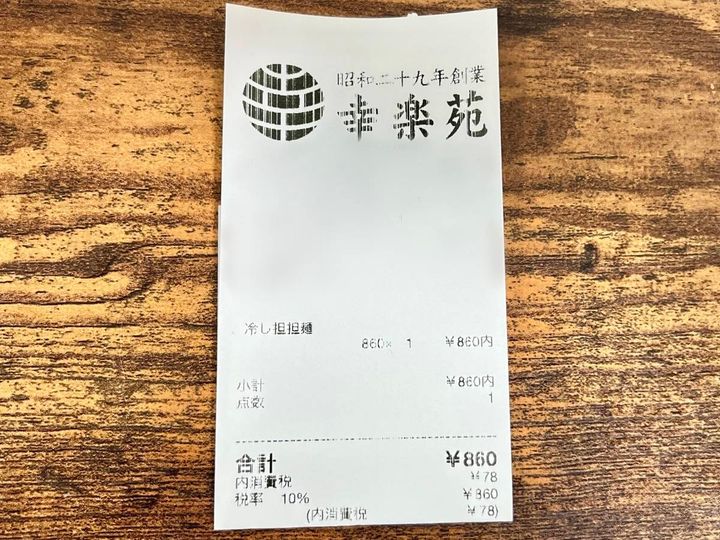 昭和二十九年創業
幸楽苑
冷し担担麺
860× 1 ¥860内
小計 ¥860内
点数 1
合計 ¥860
内消費税 ¥78
税率 10% ¥860
(内消費税 ¥78)